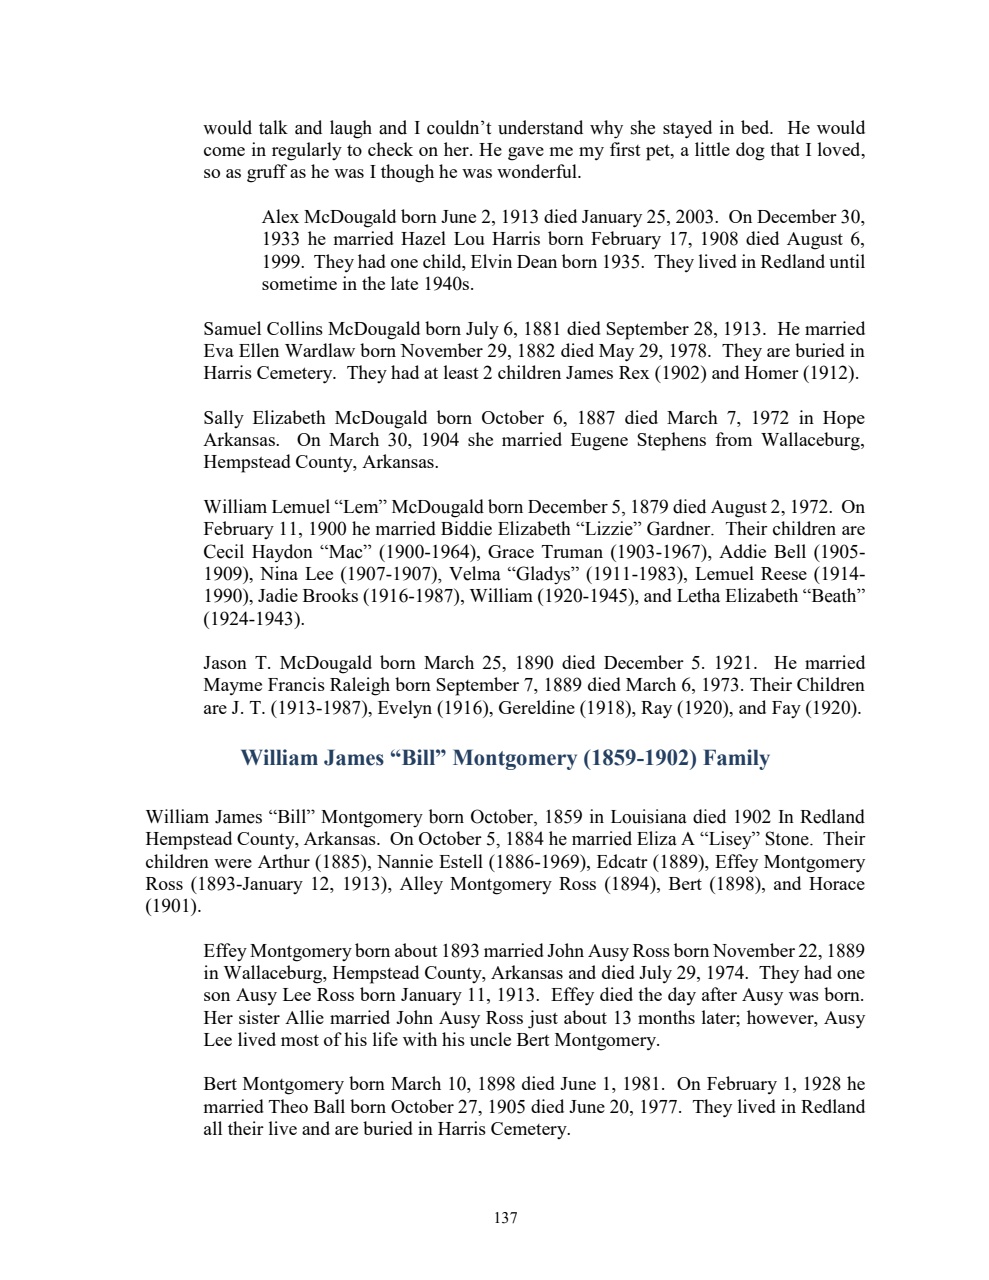 would talk and laugh and I couldn’t understand why she stayed in bed.  He would
come in regularly to check on her. He gave me my first pet, a little dog that I loved,
so as gruff as he was I though he was wonderful.
Alex McDougald born June 2, 1913 died January 25, 2003.  On December 30,
1933 he married Hazel Lou Harris born February 17, 1908 died August 6,
1999.  They had one child, Elvin Dean born 1935.  They lived in Redland until
sometime in the late 1940s.
Samuel Collins McDougald born July 6, 1881 died September 28, 1913.  He married
Eva Ellen Wardlaw born November 29, 1882 died May 29, 1978.  They are buried in
Harris Cemetery.  They had at least 2 children James Rex (1902) and Homer (1912).
Sally Elizabeth McDougald born October 6, 1887 died March 7, 1972 in Hope
Arkansas.  On March 30, 1904 she married Eugene Stephens from Wallaceburg,
Hempstead County, Arkansas.
William Lemuel “Lem” McDougald born December 5, 1879 died August 2, 1972.  On
February 11, 1900 he married Biddie Elizabeth “Lizzie” Gardner.  Their children are
Cecil Haydon “Mac” (1900-1964), Grace Truman (1903-1967), Addie Bell (1905-
1909), Nina Lee (1907-1907), Velma “Gladys” (1911-1983), Lemuel Reese (1914-
1990), Jadie Brooks (1916-1987), William (1920-1945), and Letha Elizabeth “Beath”
(1924-1943).
Jason T. McDougald born March 25, 1890 died December 5. 1921.  He married
Mayme Francis Raleigh born September 7, 1889 died March 6, 1973. Their Children
are J. T. (1913-1987), Evelyn (1916), Gereldine (1918), Ray (1920), and Fay (1920).
William James “Bill” Montgomery (1859-1902) Family
William James “Bill” Montgomery born October, 1859 in Louisiana died 1902 In Redland
Hempstead County, Arkansas.  On October 5, 1884 he married Eliza A “Lisey” Stone.  Their
children were Arthur (1885), Nannie Estell (1886-1969), Edcatr (1889), Effey Montgomery
Ross (1893-January 12, 1913), Alley Montgomery Ross (1894), Bert (1898), and Horace
(1901).
Effey Montgomery born about 1893 married John Ausy Ross born November 22, 1889
in Wallaceburg, Hempstead County, Arkansas and died July 29, 1974.  They had one
son Ausy Lee Ross born January 11, 1913.  Effey died the day after Ausy was born.
Her sister Allie married John Ausy Ross just about 13 months later; however, Ausy
Lee lived most of his life with his uncle Bert Montgomery.
Bert Montgomery born March 10, 1898 died June 1, 1981.  On February 1, 1928 he
married Theo Ball born October 27, 1905 died June 20, 1977.  They lived in Redland
all their live and are buried in Harris Cemetery.
137